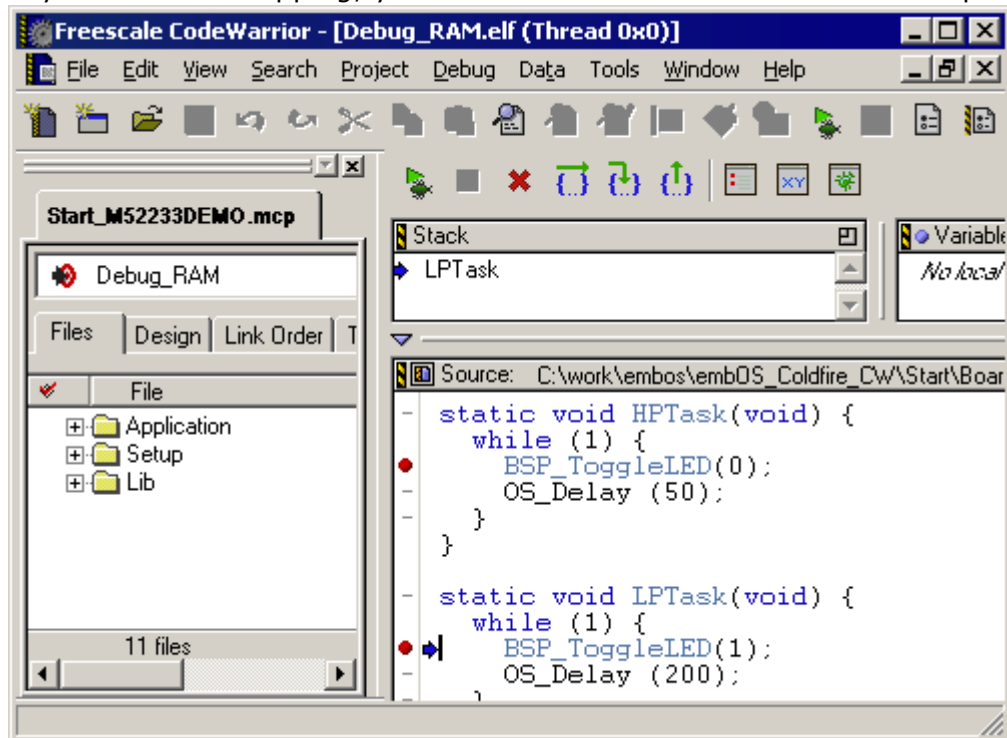 Freescale CodeWarrior - [Debug_RAM.elf (Thread 0x0)]
File Edit View Search Project Debug Data Tools Window Help
Start_M52233DEMO.mcp
Debug_RAM
Files Design Link Order
File
Application
Setup
Lib
11 files
Stack
LPTask
Variable
No local
Source: C:\work\embos\embOS_Coldfire_CW\Start\Boar
static void HPTask(void) {
while (1) {
BSP_ToggleLED(0);
OS_Delay (50);
}
}
static void LPTask(void) {
while (1) {
BSP_ToggleLED(1);
OS_Delay (200);